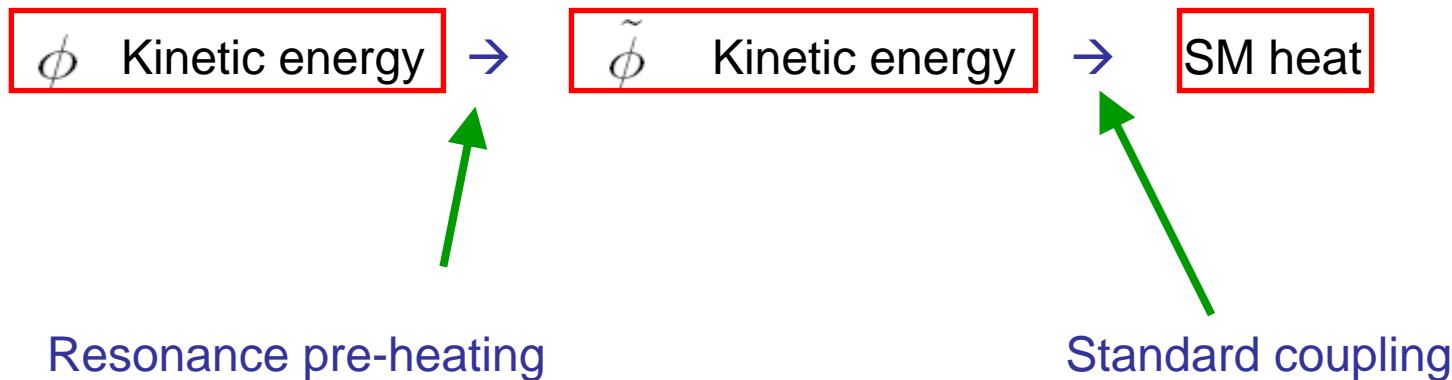 ϕ Kinetic energy → ϕ̃ Kinetic energy → SM heat
Resonance pre-heating Standard coupling